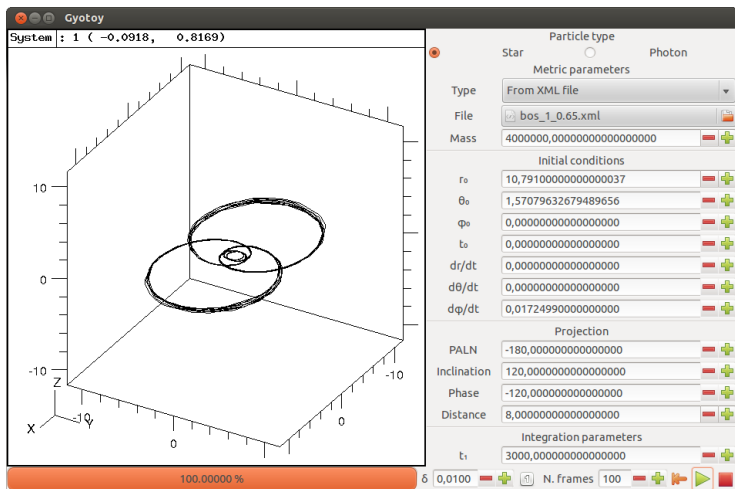 Gyotoy
System : 1 ( -0.0918, 0.8169)
10
0
-10
Z
X
Y
-10
0
0
-10
100.00000 %
Particle type
Star Photon
Metric parameters
Type From XML file
File bos_1_0.65.xml
Mass 4000000,00000000000000000
Initial conditions
r₀ 10,79100000000000037
θ₀ 1,57079632679489656
φ₀ 0,00000000000000000
t₀ 0,00000000000000000
dr/dt 0,00000000000000000
dθ/dt 0,00000000000000000
dφ/dt 0,01724990000000000
Projection
PALN -180,000000000000000
Inclination 120,000000000000000
Phase -120,000000000000000
Distance 8,00000000000000000
Integration parameters
t₁ 3000,00000000000000000
δ 0,0100 N. frames 100